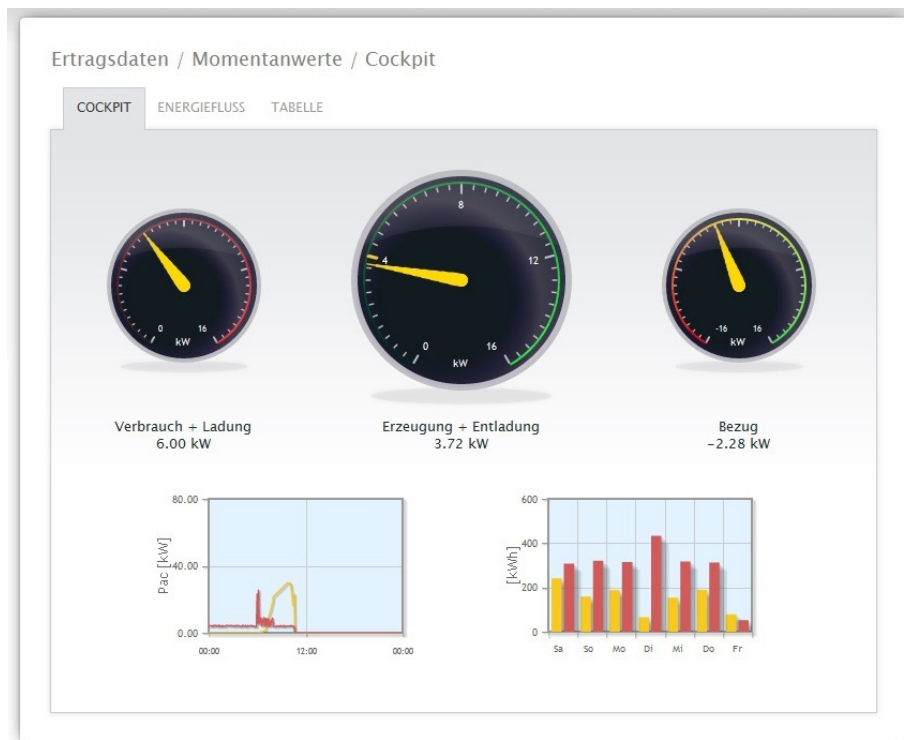 Ertragsdaten / Momentanwerte / Cockpit
COCKPIT ENERGIEFLUSS TABELLE
0 16
kW
4 8 12
0 16
kW
-16 16
kW
Verbrauch + Ladung
6.00 kW
Erzeugung + Entladung
3.72 kW
Bezug
-2.28 kW
Pac [kW]
80.00
40.00
0.00
00:00 12:00 00:00
[kWh]
600
400
200
0
Sa So Mo Di Mi Do Fr